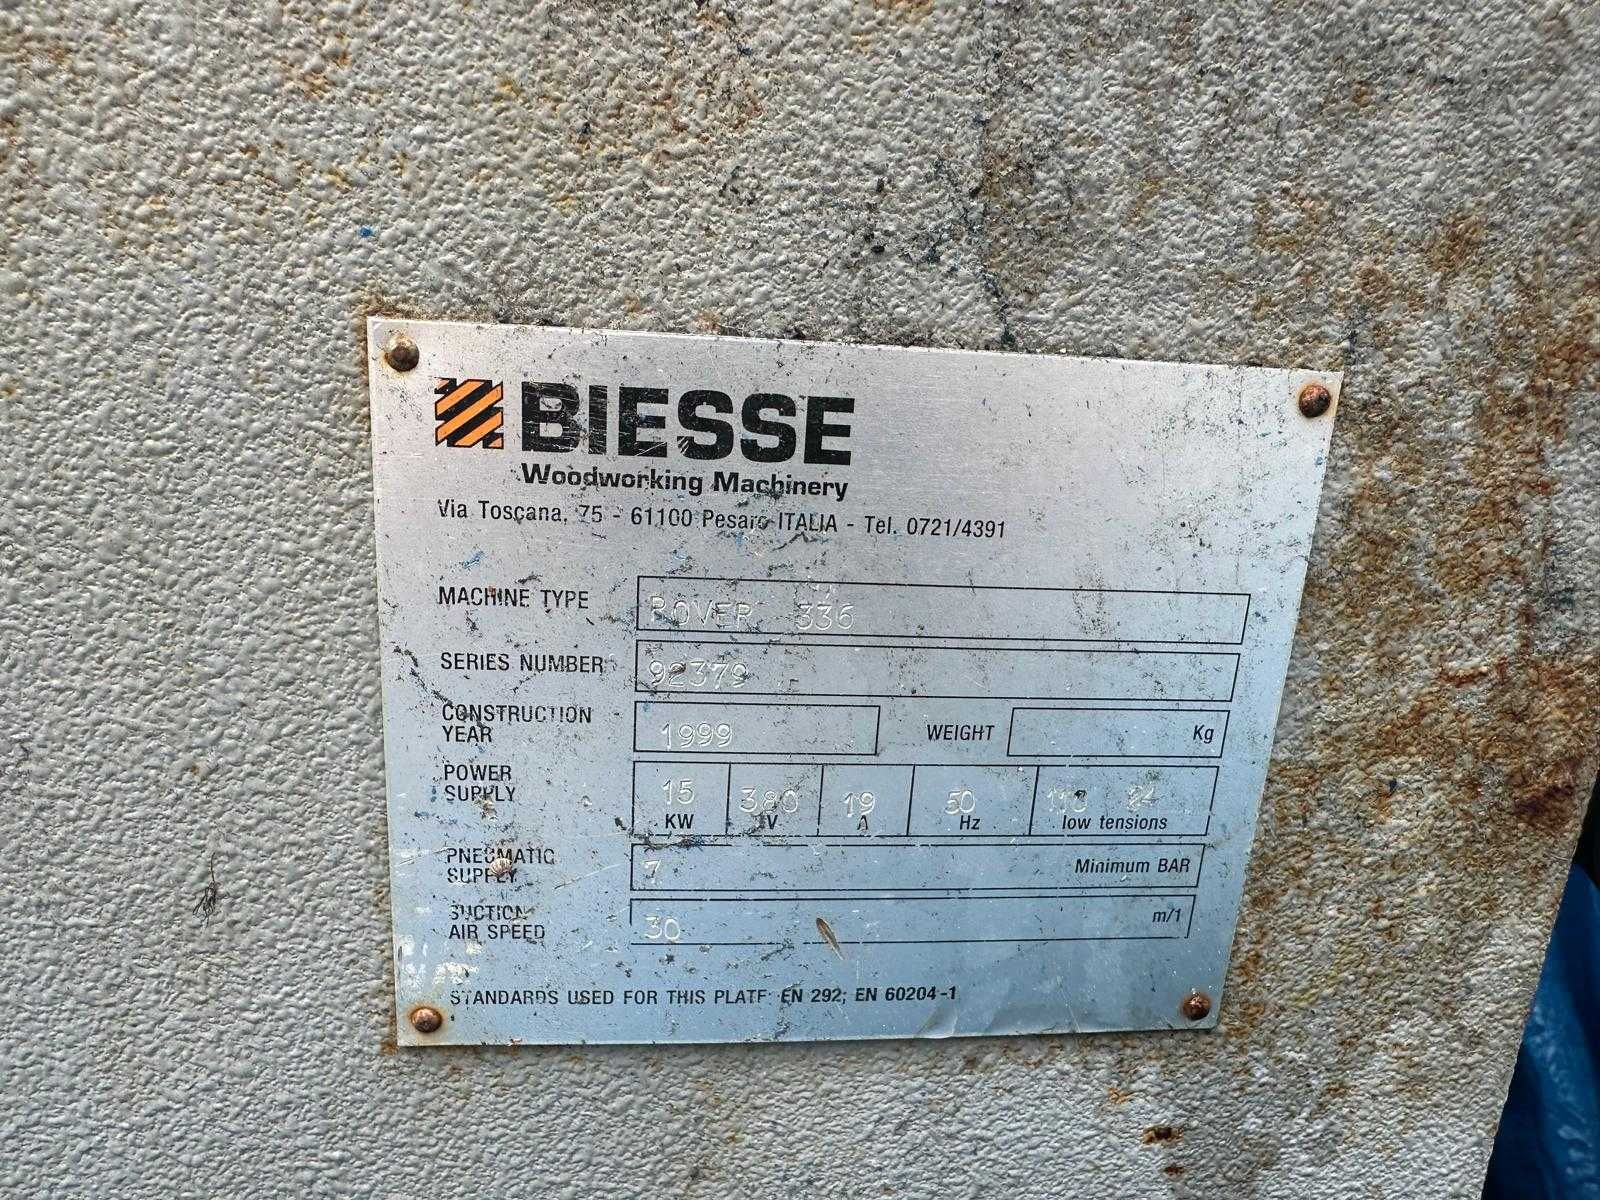 BIESSE
Woodworking Machinery
Via Toscana, 75 - 61100 Pesaro ITALIA - Tel. 0721/4391
MACHINE TYPE ROVER 336
SERIES NUMBER 92379
CONSTRUCTION
YEAR 1999 WEIGHT Kg
POWER
SUPPLY 15 KW 380 V 19 A 50 Hz 110 24 low tensions
PNEUMATIC
SUPPLY 7 Minimum BAR
SUCTION
AIR SPEED 30 m/1
STANDARDS USED FOR THIS PLATE: EN 292; EN 60204-1